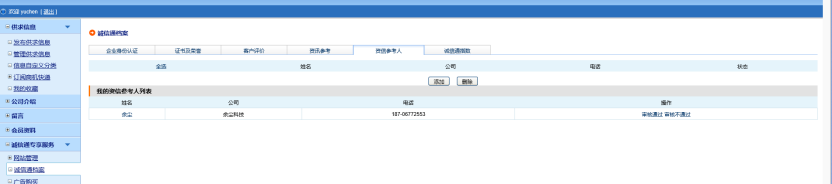 欢迎 yuchen [退出]
供求信息
发布供求信息
管理供求信息
信息自定义分类
订阅商机快递
我的收藏
公司介绍
留言
会员资料
诚信通专享服务
网站管理
诚信通档案
广告购买
诚信通档案
企业身份认证 证书及荣誉 客户评价 资讯参考 资信参考人 诚信通指数
全选 姓名 公司 电话 状态
添加 删除
我的资信参考人列表
姓名 公司 电话 操作
余尘 余尘科技 187-06772553 审核通过 审核不通过